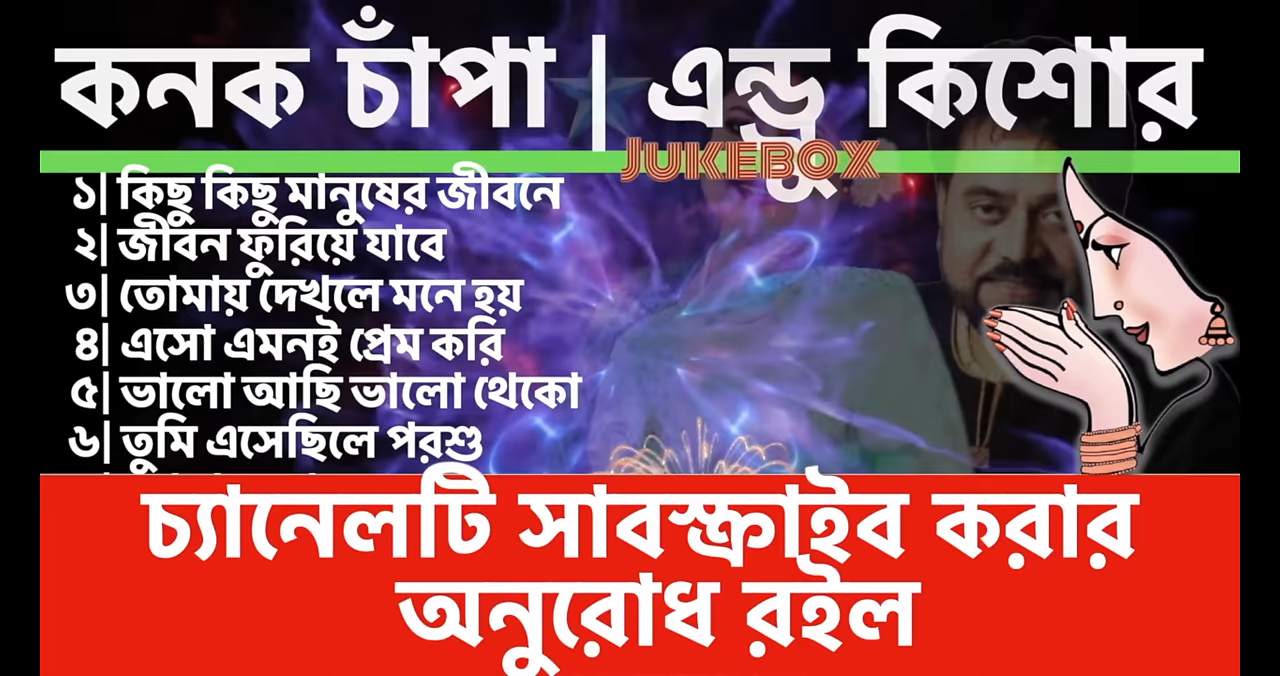 কনক চাঁপা | এন্ড্রু কিশোর
JUKEBOX
১| কিছু কিছু মানুষের জীবনে
২| জীবন ফুরিয়ে যাবে
৩| তোমায় দেখলে মনে হয়
৪| এসো এমনই প্রেম করি
৫| ভালো আছি ভালো থেকো
৬| তুমি এসেছিলে পরশু
চ্যানেলটি সাবস্ক্রাইব করার
অনুরোধ রইল